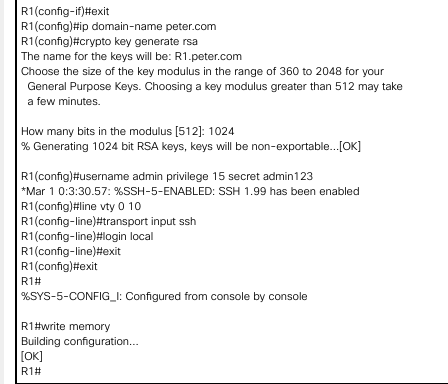 R1(config-if)#exit
R1(config)#ip domain-name peter.com
R1(config)#crypto key generate rsa
The name for the keys will be: R1.peter.com
Choose the size of the key modulus in the range of 360 to 2048 for your
General Purpose Keys. Choosing a key modulus greater than 512 may take
a few minutes.
How many bits in the modulus [512]: 1024
% Generating 1024 bit RSA keys, keys will be non-exportable...[OK]
R1(config)#username admin privilege 15 secret admin123
*Mar 1 0:3:30.57: %SSH-5-ENABLED: SSH 1.99 has been enabled
R1(config)#line vty 0 10
R1(config-line)#transport input ssh
R1(config-line)#login local
R1(config-line)#exit
R1(config)#exit
R1#
%SYS-5-CONFIG_I: Configured from console by console
R1#write memory
Building configuration...
[OK]
R1#